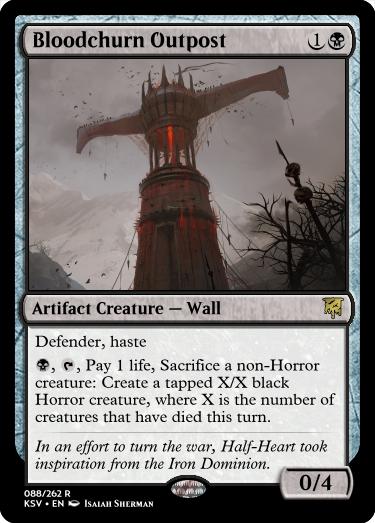 Bloodchurn Outpost 1
Artifact Creature — Wall
Defender, haste
, , Pay 1 life, Sacrifice a non-Horror
creature: Create a tapped X/X black
Horror creature, where X is the number of
creatures that have died this turn.
In an effort to turn the war, Half-Heart took
inspiration from the Iron Dominion.
0/4
088/262 R
KSV • EN Isaiah Sherman